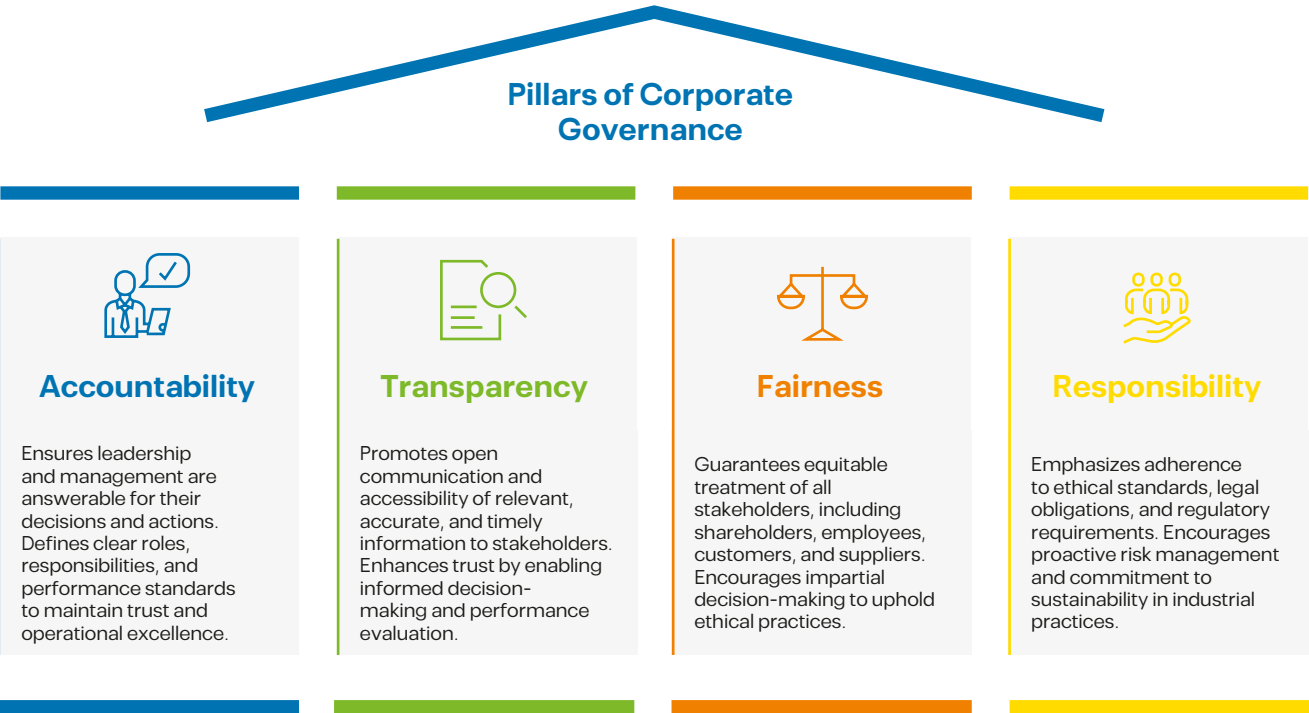 Pillars of Corporate
Governance
Accountability
Ensures leadership
and management are
answerable for their
decisions and actions.
Defines clear roles,
responsibilities, and
performance standards
to maintain trust and
operational excellence.
Transparency
Promotes open
communication and
accessibility of relevant,
accurate, and timely
information to stakeholders.
Enhances trust by enabling
informed decision-
making and performance
evaluation.
Fairness
Guarantees equitable
treatment of all
stakeholders, including
shareholders, employees,
customers, and suppliers.
Encourages impartial
decision-making to uphold
ethical practices.
Responsibility
Emphasizes adherence
to ethical standards, legal
obligations, and regulatory
requirements. Encourages
proactive risk management
and commitment to
sustainability in industrial
practices.